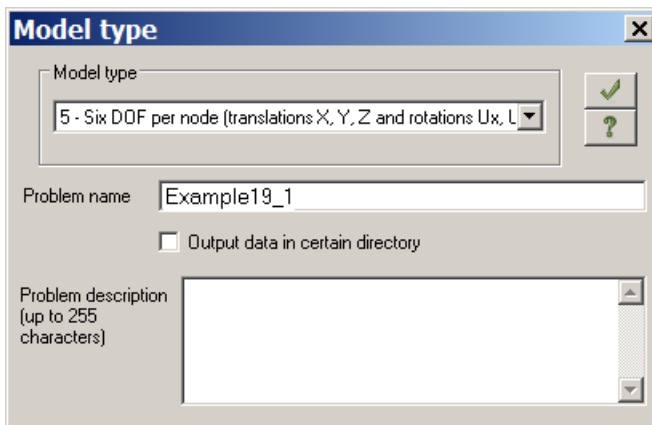 Model type
Model type
5 - Six DOF per node (translations X, Y, Z and rotations Ux, U
Problem name
Example19_1
Output data in certain directory
Problem description
(up to 255
characters)